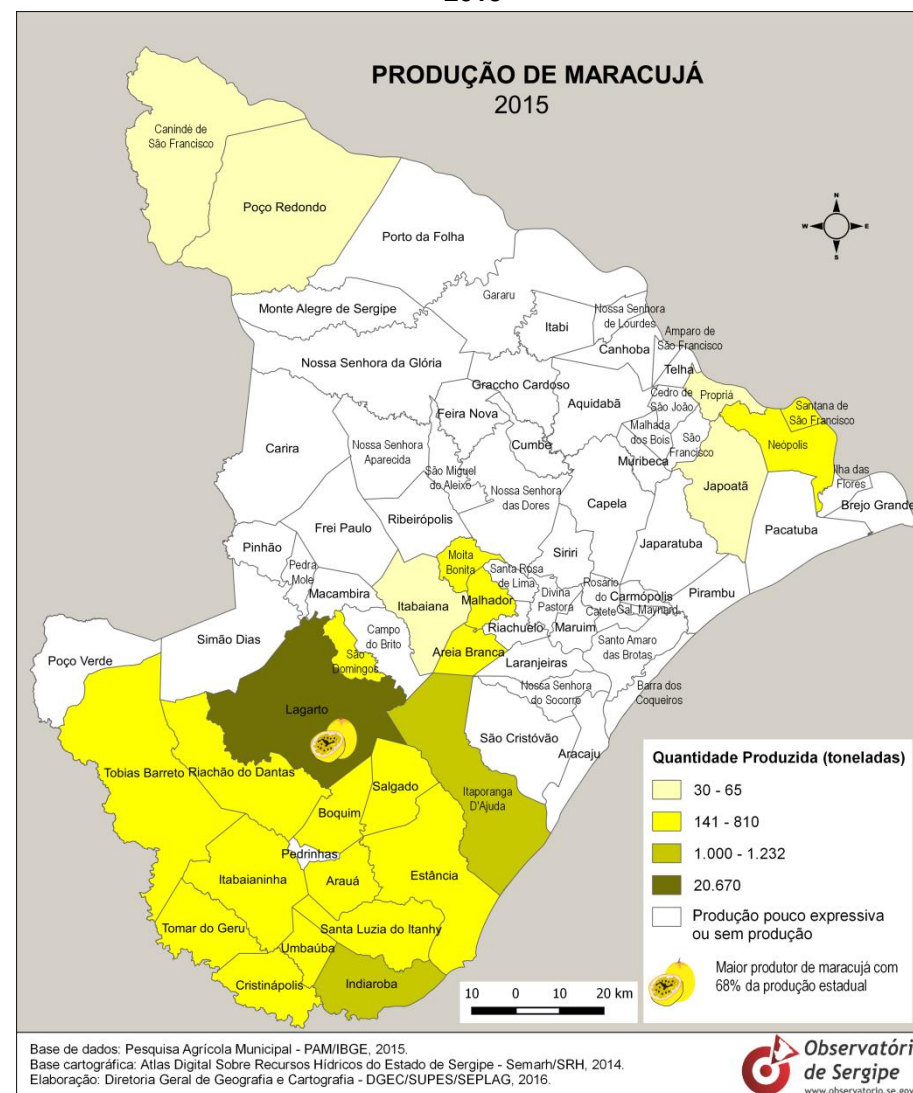 PRODUÇÃO DE MARACUJÁ
2015
Canindé de
São Francisco
Poço Redondo
Porto da Folha
N
W
E
S
Monte Alegre de Sergipe
Gararu
Itabi
Nossa Senhora
de Lourdes
Canhoba
Amparo de
São Francisco
Nossa Senhora da Glória
Telha
Graccho Cardoso
Aquidabã
Cedro de
São João
Propriá
Santana de
São Francisco
Feira Nova
Carira
Nossa Senhora
Aparecida
Cumbe
Malhada
dos Bois
São
Francisco
Neópolis
Muribeca
São Miguel
do Aleixo
Japoatã
Ilha das
Flores
Nossa Senhora
das Dores
Capela
Brejo Grande
Ribeirópolis
Frei Paulo
Pacatuba
Pinhão
Siriri
Japaratuba
Pedra
Mole
Moita
Bonita
Santa Rosa
de Lima
Macambira
Itabaiana
Malhador
Divina
Pastora
Rosário
do
Catete
Carmópolis
Gal. Maynard
Pirambu
Riachuelo
Maruim
Simão Dias
Campo
do Brito
Santo Amaro
das Brotas
Poço Verde
São
Domingos
Areia Branca
Laranjeiras
Nossa Senhora
do Socorro
Barra dos
Coqueiros
Lagarto
São Cristóvão
Aracaju
Tobias Barreto
Riachão do Dantas
Salgado
Itaporanga
D'Ajuda
Boquim
Pedrinhas
Itabaianinha
Arauá
Estância
Tomar do Geru
Santa Luzia do Itanhy
Umbaúba
Cristinápolis
Indiaroba
Quantidade Produzida (toneladas)
30 - 65
141 - 810
1.000 - 1.232
20.670
Produção pouco expressiva
ou sem produção
Maior produtor de maracujá com
68% da produção estadual
10 0 10 20 km
Base de dados: Pesquisa Agrícola Municipal - PAM/IBGE, 2015.
Base cartográfica: Atlas Digital Sobre Recursos Hídricos do Estado de Sergipe - Semarh/SRH, 2014.
Elaboração: Diretoria Geral de Geografia e Cartografia - DGEC/SUPES/SEPLAG, 2016.
Observatóri
de Sergipe
www.observatorio.se.gov